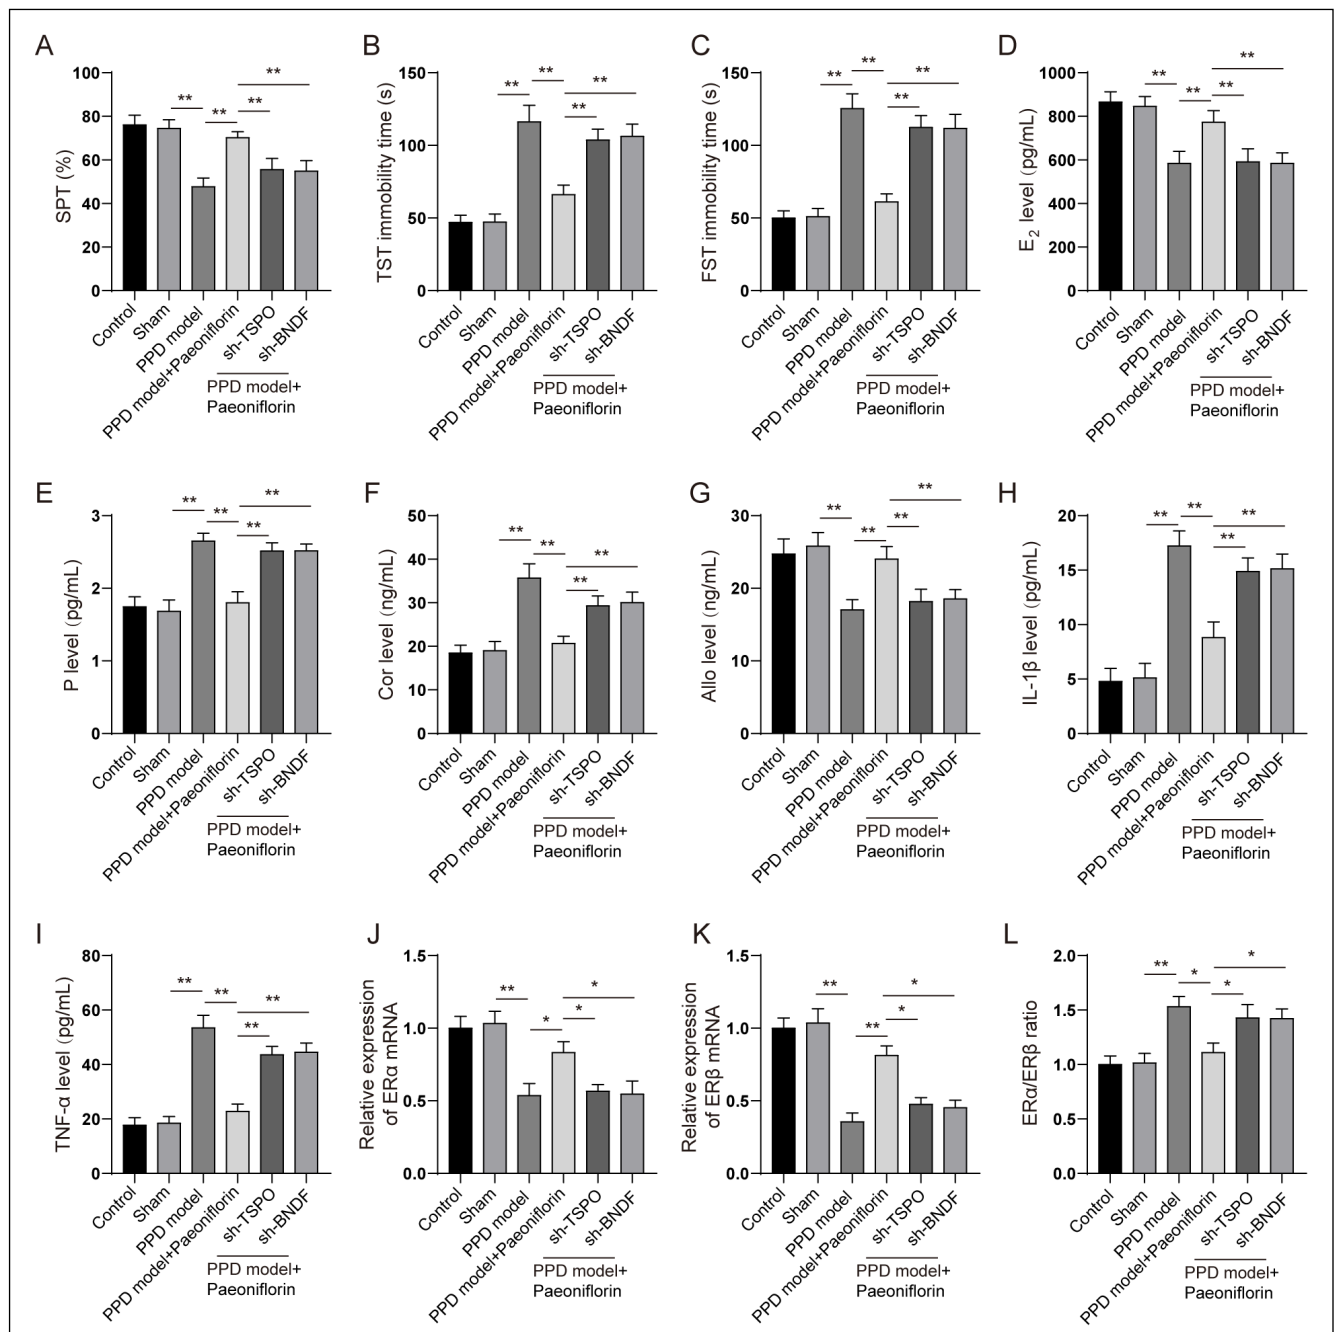 A
SPT (%)
100
80
60
40
20
0
** ** ** **
Control
Sham
PPD model
PPD model+Paeoniflorin
sh-TSPO
sh-BNDF
PPD model+
Paeoniflorin
B
TST immobility time (s)
150
100
50
0
** ** ** **
Control
Sham
PPD model
PPD model+Paeoniflorin
sh-TSPO
sh-BNDF
PPD model+
Paeoniflorin
C
FST immobility time (s)
150
100
50
0
** ** ** **
Control
Sham
PPD model
PPD model+Paeoniflorin
sh-TSPO
sh-BNDF
PPD model+
Paeoniflorin
D
E2 level (pg/mL)
1000
800
600
400
200
0
** ** ** **
Control
Sham
PPD model
PPD model+Paeoniflorin
sh-TSPO
sh-BNDF
PPD model+
Paeoniflorin
E
P level (pg/mL)
3
2
1
0
** ** ** **
Control
Sham
PPD model
PPD model+Paeoniflorin
sh-TSPO
sh-BNDF
PPD model+
Paeoniflorin
F
Cor level (ng/mL)
50
40
30
20
10
0
** ** ** **
Control
Sham
PPD model
PPD model+Paeoniflorin
sh-TSPO
sh-BNDF
PPD model+
Paeoniflorin
G
Allo level (ng/mL)
30
20
10
0
** ** ** **
Control
Sham
PPD model
PPD model+Paeoniflorin
sh-TSPO
sh-BNDF
PPD model+
Paeoniflorin
H
IL-1β level (pg/mL)
20
15
10
5
0
** ** ** **
Control
Sham
PPD model
PPD model+Paeoniflorin
sh-TSPO
sh-BNDF
PPD model+
Paeoniflorin
I
TNF-α level (pg/mL)
80
60
40
20
0
** ** ** **
Control
Sham
PPD model
PPD model+Paeoniflorin
sh-TSPO
sh-BNDF
PPD model+
Paeoniflorin
J
Relative expression
of ERα mRNA
1.5
1.0
0.5
0.0
** * * *
Control
Sham
PPD model
PPD model+Paeoniflorin
sh-TSPO
sh-BNDF
PPD model+
Paeoniflorin
K
Relative expression
of ERβ mRNA
1.5
1.0
0.5
0.0
** ** * *
Control
Sham
PPD model
PPD model+Paeoniflorin
sh-TSPO
sh-BNDF
PPD model+
Paeoniflorin
L
ERα/ERβ ratio
2.0
1.5
1.0
0.5
0.0
** * * *
Control
Sham
PPD model
PPD model+Paeoniflorin
sh-TSPO
sh-BNDF
PPD model+
Paeoniflorin